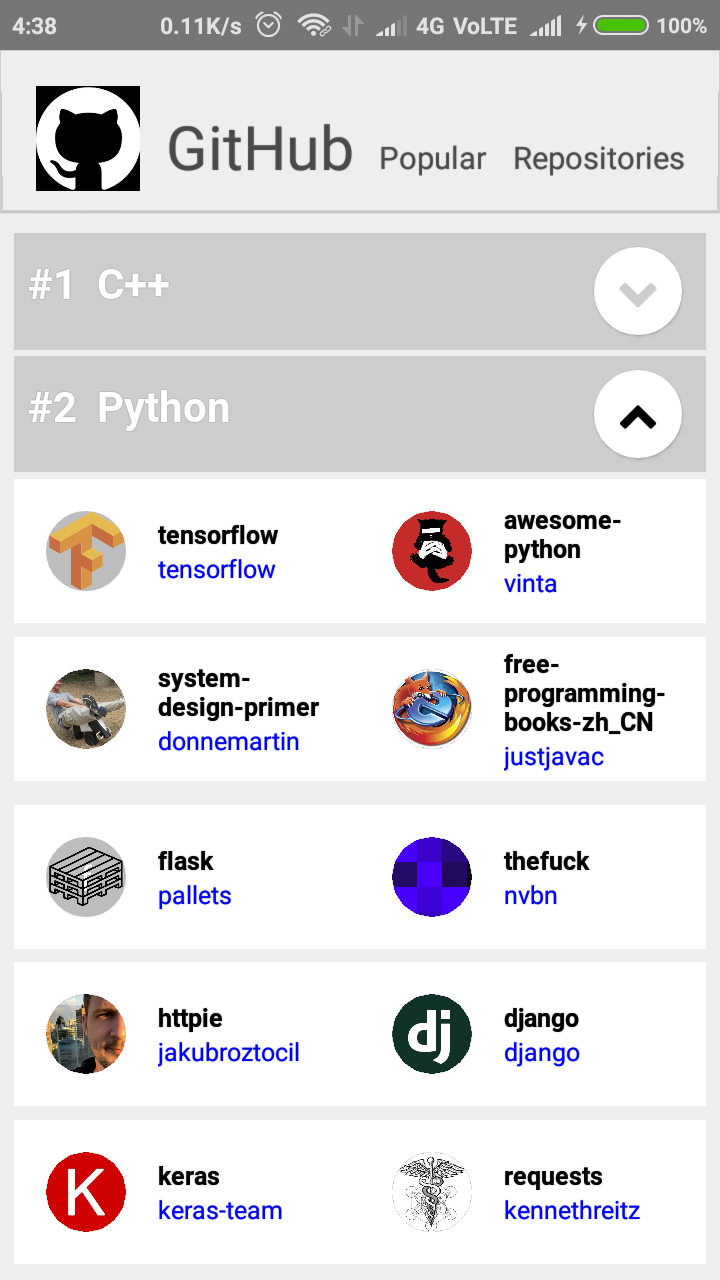 4:38 0.11K/s 4G VoLTE 100%
GitHub Popular Repositories
#1 C++
#2 Python
tensorflow
tensorflow
awesome-
python
vinta
system-
design-primer
donnemartin
free-
programming-
books-zh_CN
justjavac
flask
pallets
thefuck
nvbn
httpie
jakubroztocil
dj
django
django
K
keras
keras-team
requests
kennethreitz